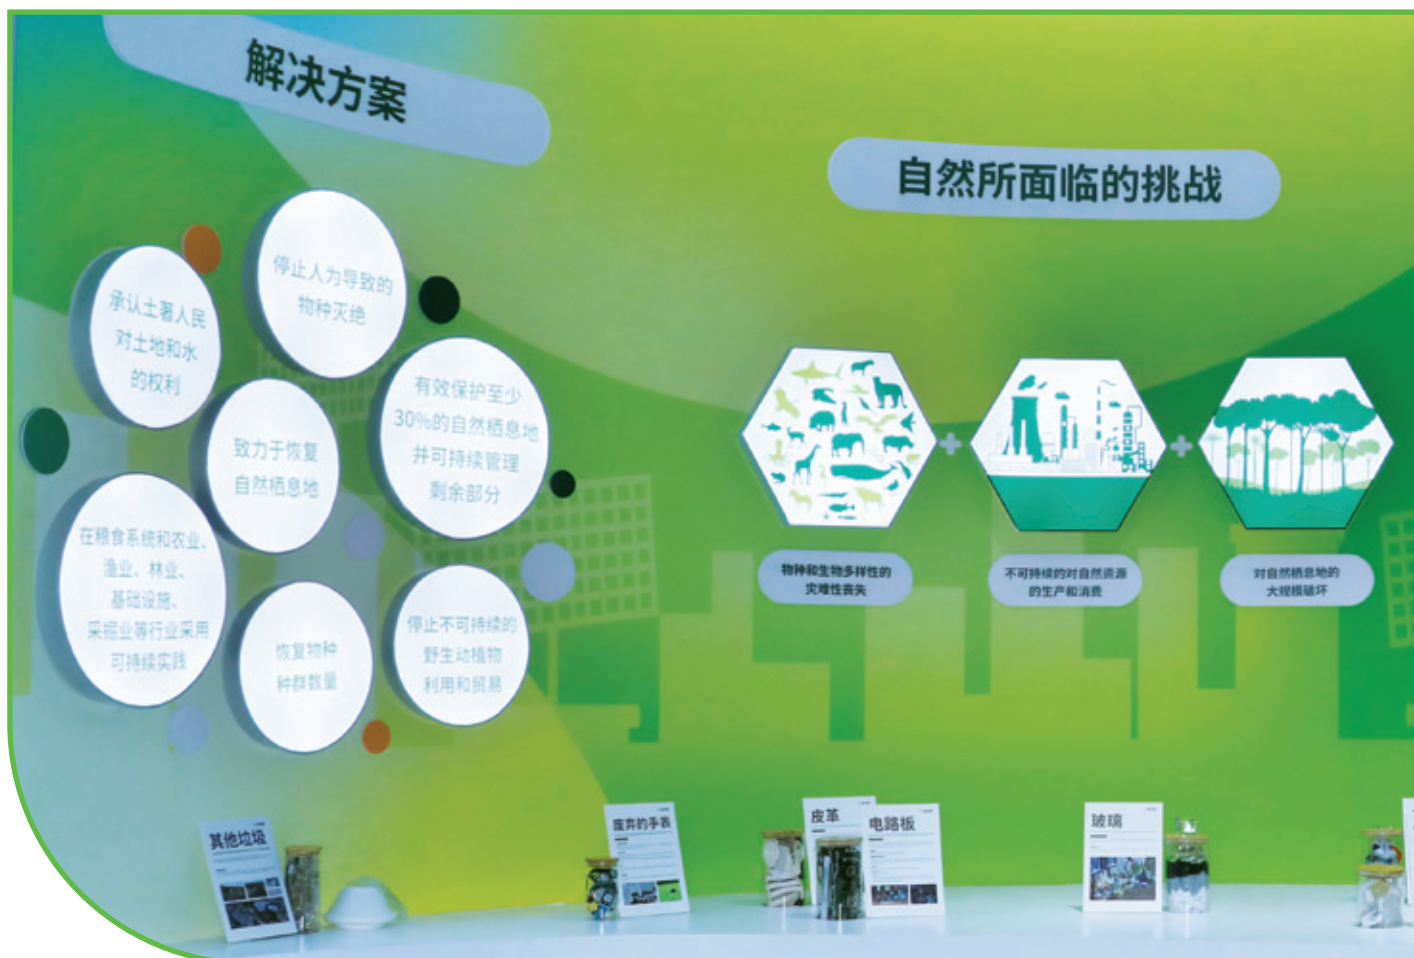 解决方案
停止人为导致的
物种灭绝
承认土著人民
对土地和水
的权利
有效保护至少
30%的自然栖息地
并可持续管理
剩余部分
致力于恢复
自然栖息地
在粮食系统和农业、
渔业、林业、
基础设施、
采掘业等行业采用
可持续实践
恢复物种
种群数量
停止不可持续的
野生动植物
利用和贸易
自然所面临的挑战
物种和生物多样性的
灾难性丧失
不可持续的对自然资源
的生产和消费
对自然栖息地的
大规模破坏
其他垃圾
废弃的手表
皮革
电路板
玻璃